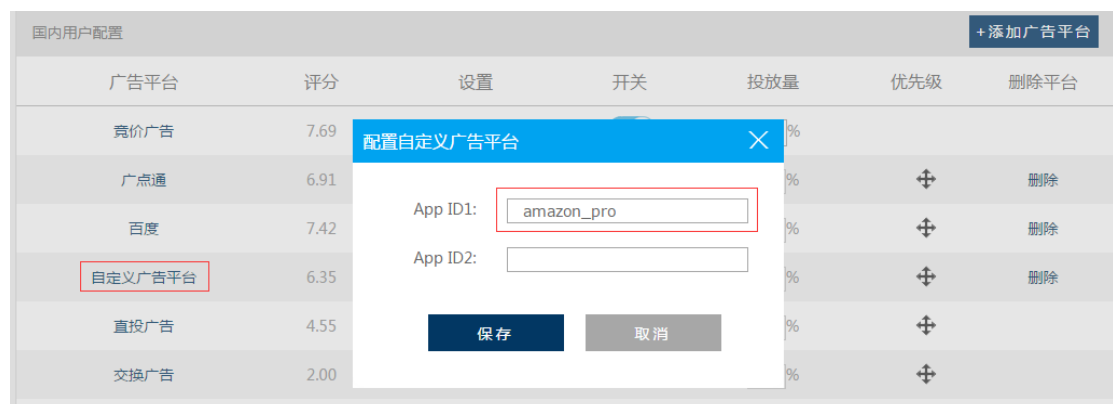 国内用户配置 +添加广告平台
广告平台 评分 设置 开关 投放量 优先级 删除平台
竞价广告 7.69 %
配置自定义广告平台
广点通 6.91 % 删除
App ID1: amazon_pro
百度 7.42 % 删除
App ID2:
自定义广告平台 6.35 % 删除
直投广告 4.55 %
保存 取消
交换广告 2.00 %